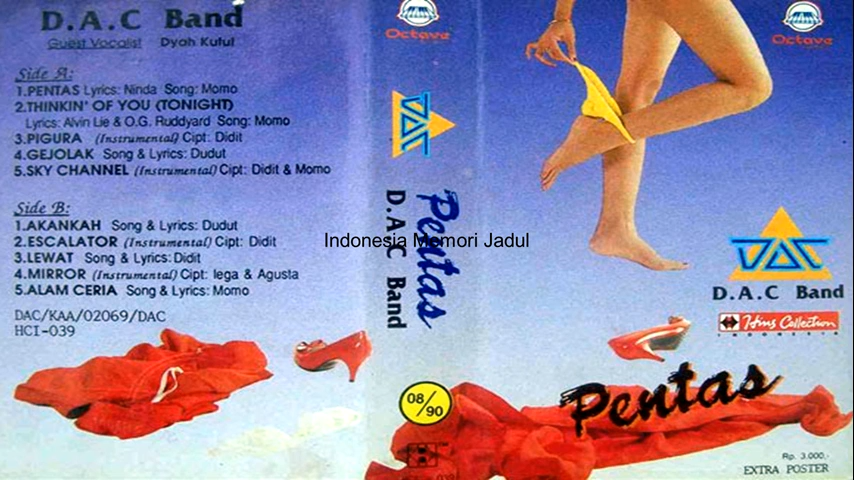 D.A.C Band
Guest Vocalist Dyah Kutut
Side A:
1.PENTAS Lyrics: Ninda Song: Momo
2.THINKIN' OF YOU (TONIGHT)
Lyrics: Alvin Lie & O.G. Ruddyard Song: Momo
3.PIGURA (Instrumental) Cipt: Didit
4.GEJOLAK Song & Lyrics: Dudut
5.SKY CHANNEL (Instrumental) Cipt: Didit & Momo
Side B:
1.AKANKAH Song & Lyrics: Dudut
2.ESCALATOR (Instrumental) Cipt: Didit
3.LEWAT Song & Lyrics: Didit
4.MIRROR (Instrumental) Cipt: Iega & Agusta
5.ALAM CERIA Song & Lyrics: Momo
DAC/KAA/02069/DAC
HCI-039
Octave
DAC
Pentas
D.A.C Band
08/90
Indonesia Memori Jadul
Octave
DAC
D.A.C Band
Hins Collection
INDONESIA
Pentas
Rp. 3.000,-
EXTRA POSTER